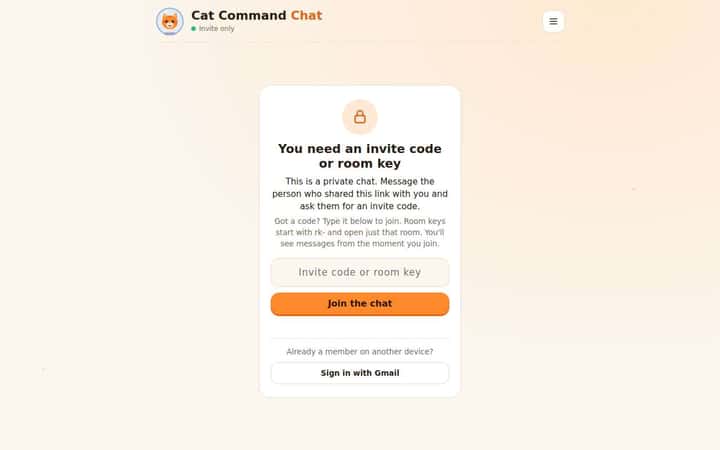 Cat Command Chat
Invite only
You need an invite code
or room key
This is a private chat. Message the
person who shared this link with you and
ask them for an invite code.
Got a code? Type it below to join. Room keys
start with rk- and open just that room. You'll
see messages from the moment you join.
Invite code or room key
Join the chat
Already a member on another device?
Sign in with Gmail